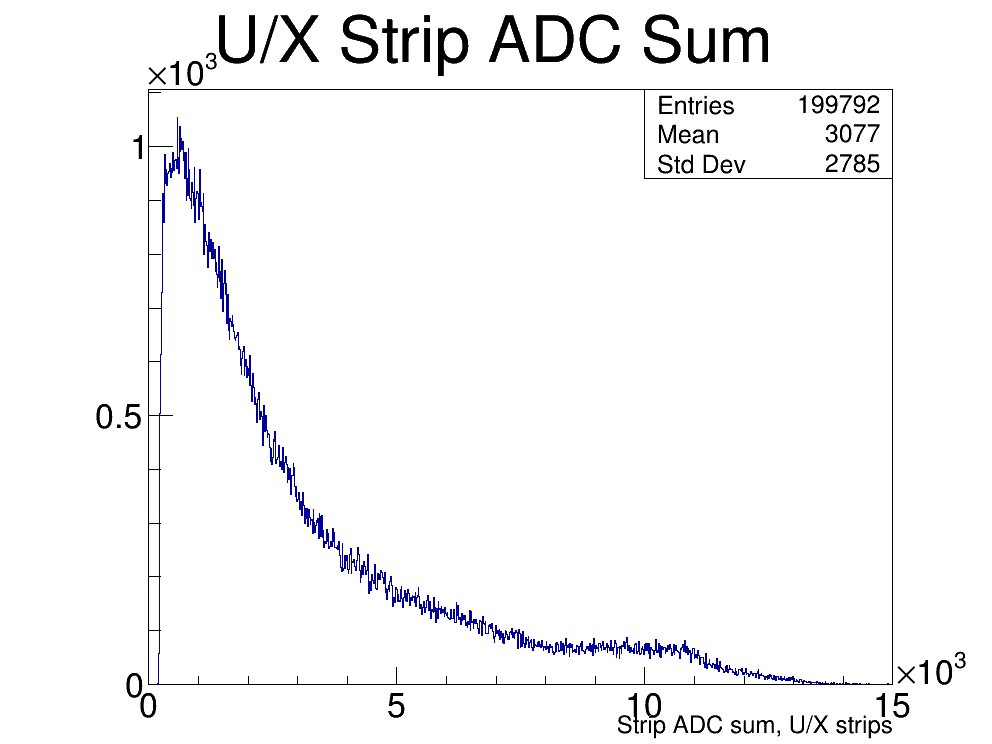 U/X Strip ADC Sum
×10³
Entries 199792
Mean 3077
Std Dev 2785
1
0.5
0
0 5 10 15
×10³
Strip ADC sum, U/X strips